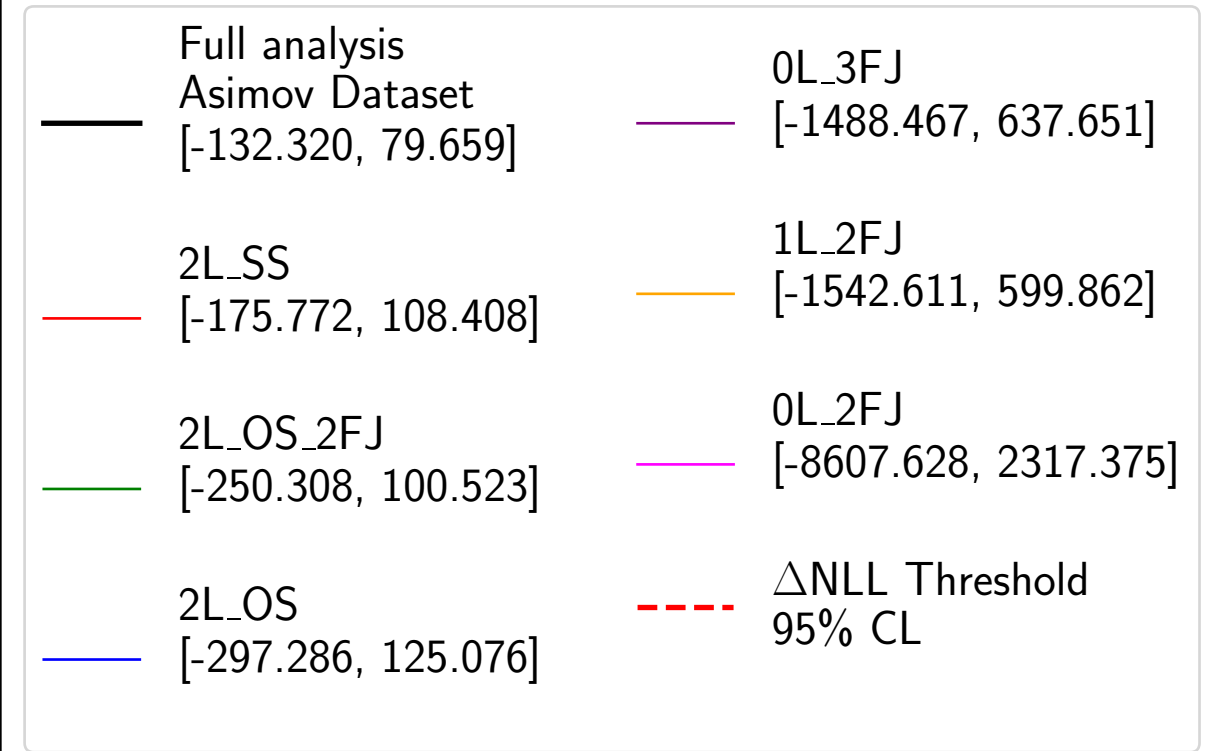 Full analysis
Asimov Dataset
[-132.320, 79.659]
2L_SS
[-175.772, 108.408]
2L_OS_2FJ
[-250.308, 100.523]
2L_OS
[-297.286, 125.076]
0L_3FJ
[-1488.467, 637.651]
1L_2FJ
[-1542.611, 599.862]
0L_2FJ
[-8607.628, 2317.375]
ΔNLL Threshold
95% CL